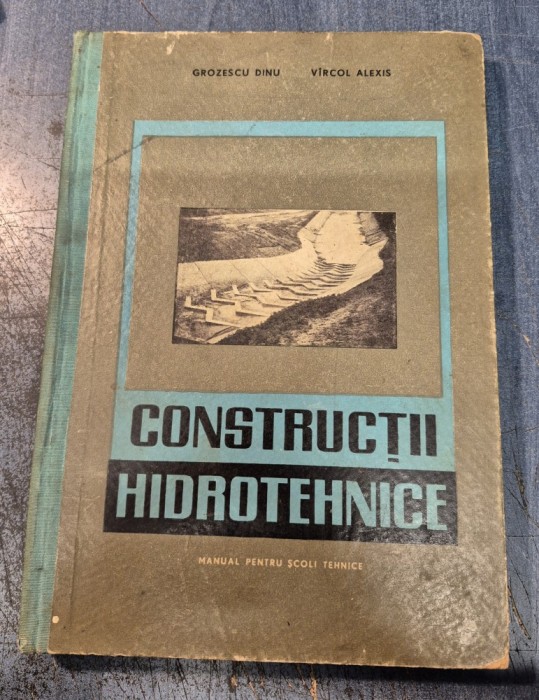 GROZESCU DINU VÎRCOL ALEXIS
CONSTRUCȚII
HIDROTEHNICE
MANUAL PENTRU ȘCOLI TEHNICE